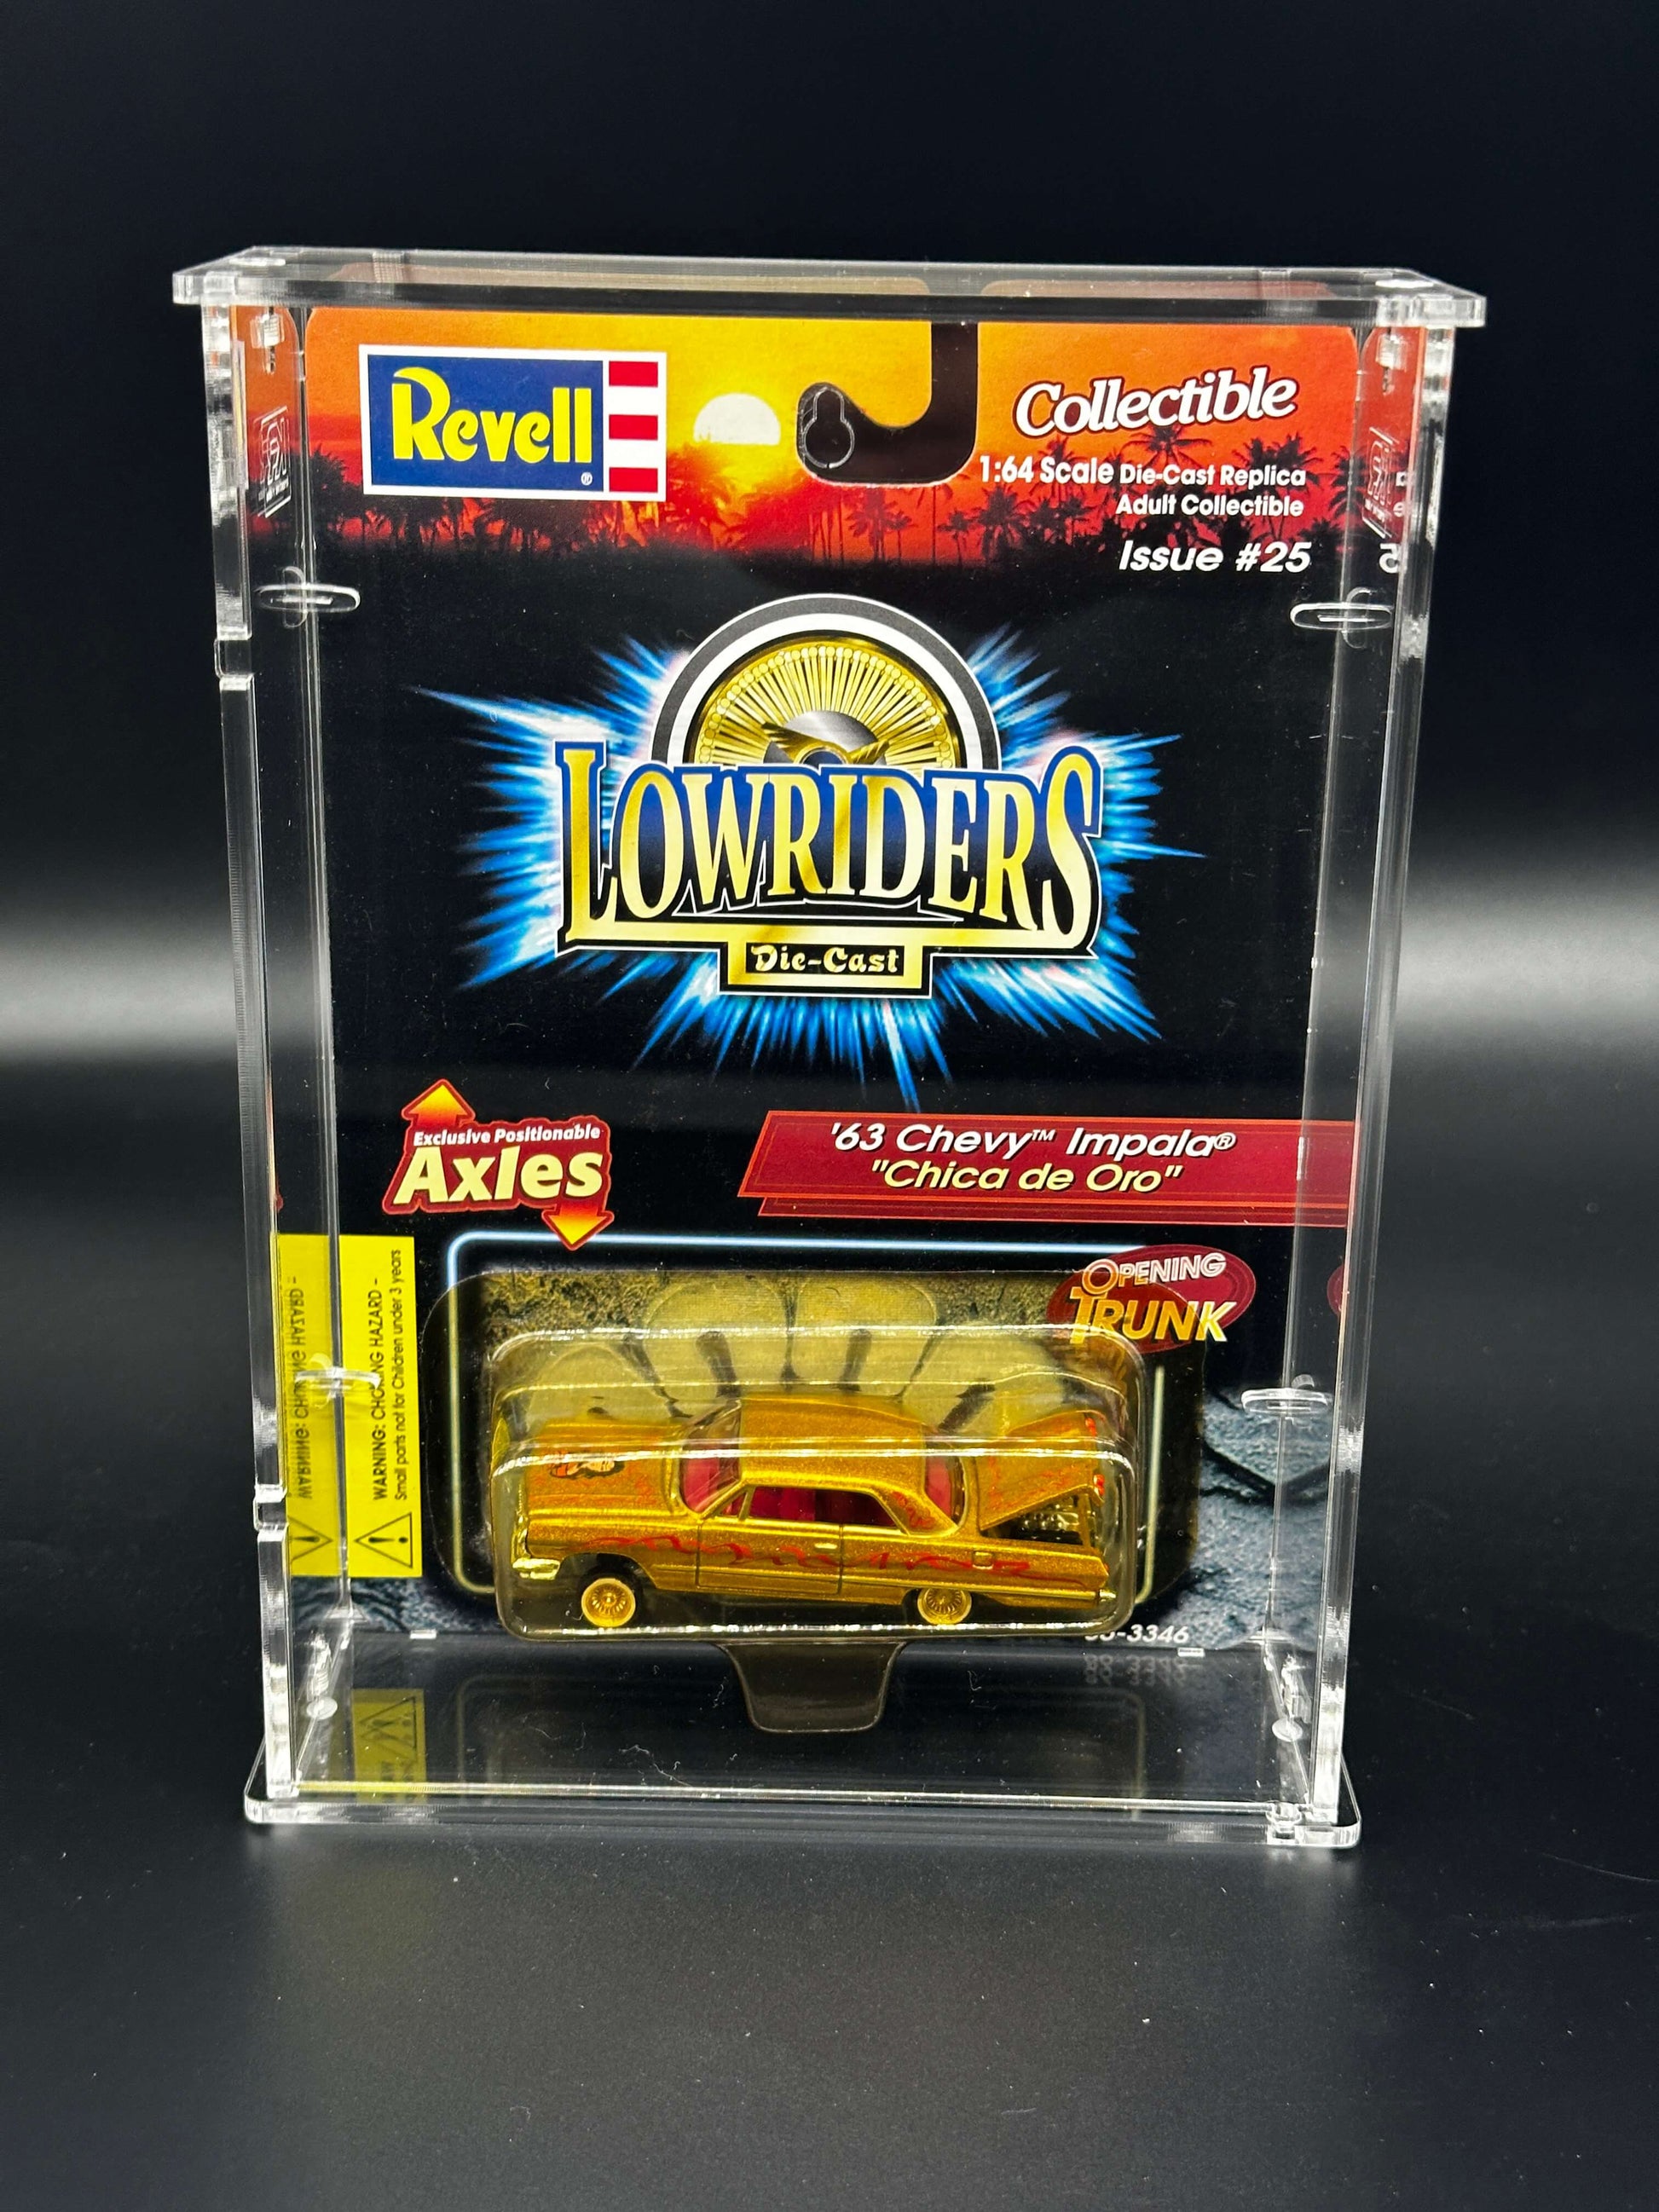 Revell®
Collectible
1:64 Scale Die-Cast Replica
Adult Collectible
Issue #25
LOWRIDERS
Die-Cast
Exclusive Positionable
Axles
'63 Chevy™ Impala®
"Chica de Oro"
OPENING
TRUNK
WARNING: CHOKING HAZARD -
Small parts not for Children under 3 years
-3346